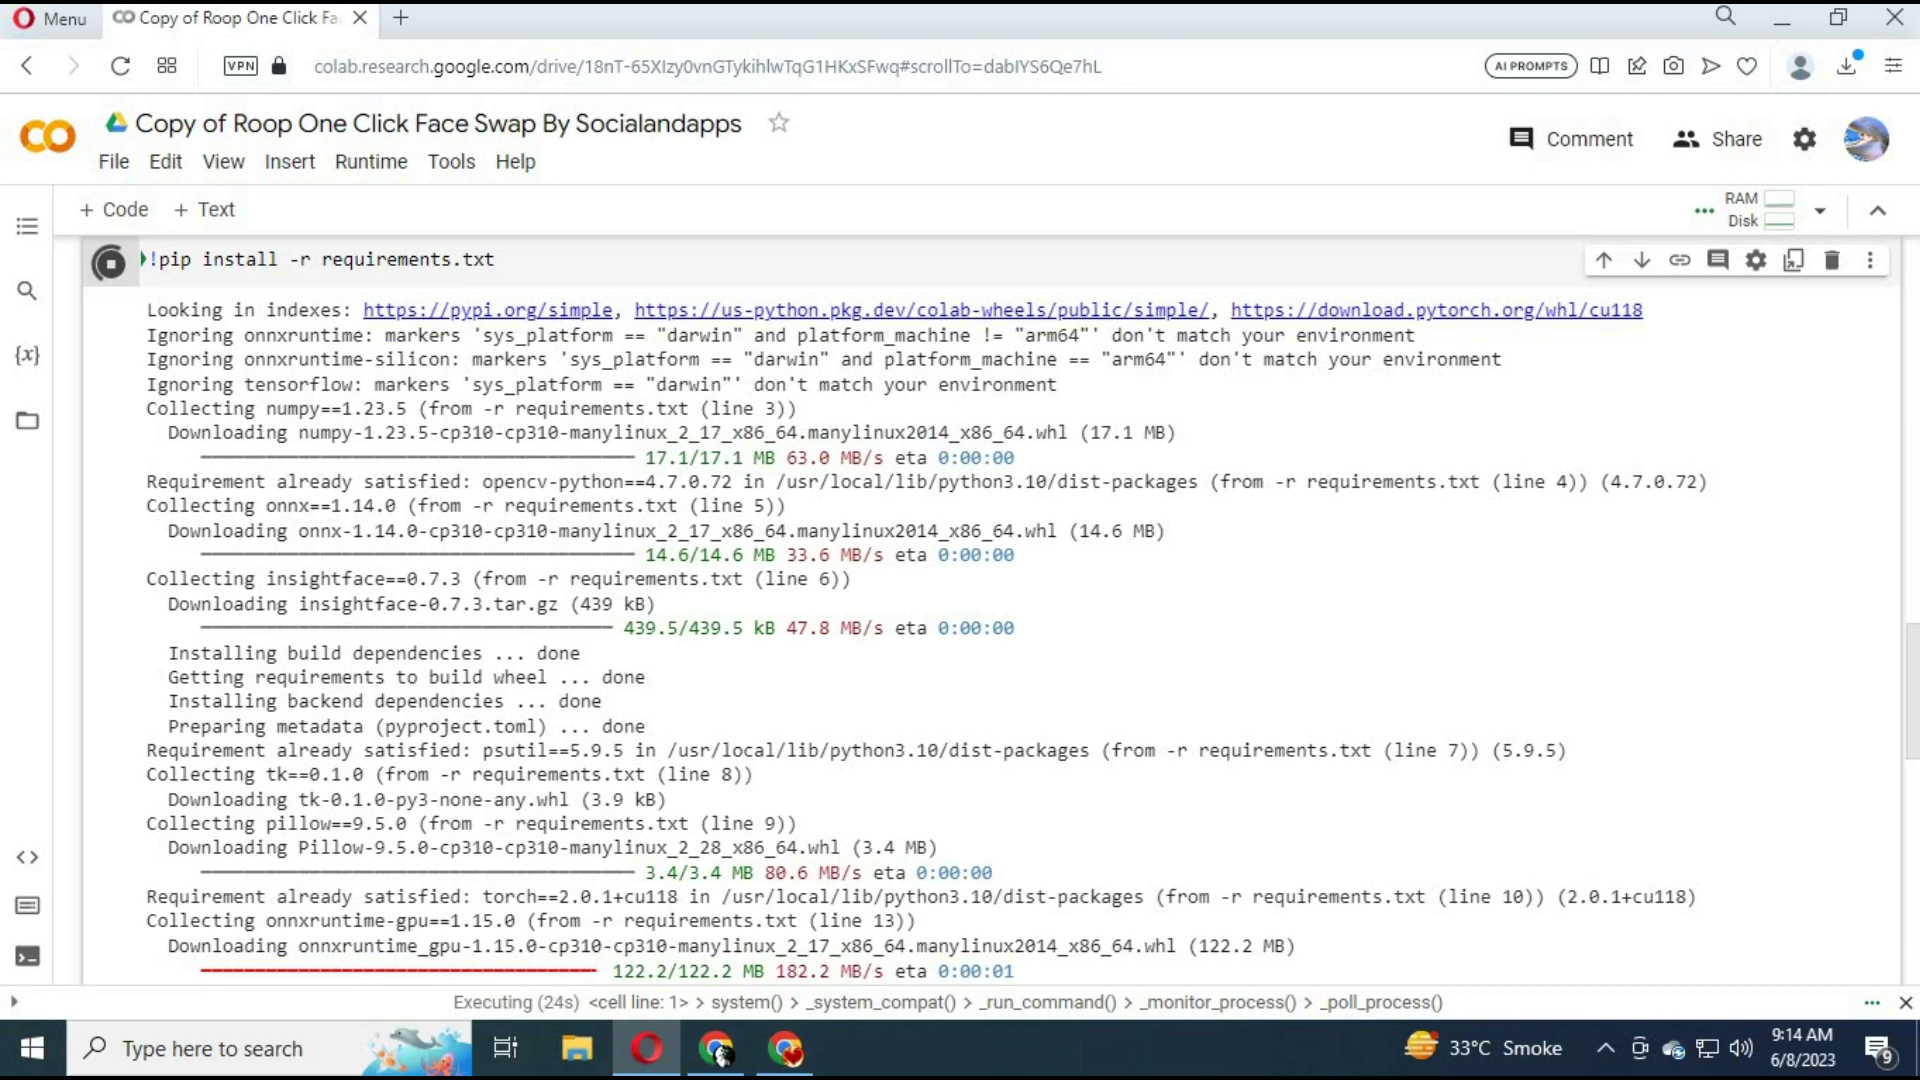 Menu
Copy of Roop One Click Fa
VPN
colab.research.google.com/drive/18nT-65XIzy0vnGTykihlwTqG1HKxSFwq#scrollTo=dabIYS6Qe7hL
AI PROMPTS
Copy of Roop One Click Face Swap By Socialandapps
Comment
Share
File Edit View Insert Runtime Tools Help
+ Code + Text
RAM
Disk
!pip install -r requirements.txt
Looking in indexes: https://pypi.org/simple, https://us-python.pkg.dev/colab-wheels/public/simple/, https://download.pytorch.org/whl/cu118
Ignoring onnxruntime: markers 'sys_platform == "darwin" and platform_machine != "arm64"' don't match your environment
Ignoring onnxruntime-silicon: markers 'sys_platform == "darwin" and platform_machine == "arm64"' don't match your environment
Ignoring tensorflow: markers 'sys_platform == "darwin"' don't match your environment
Collecting numpy==1.23.5 (from -r requirements.txt (line 3))
Downloading numpy-1.23.5-cp310-cp310-manylinux_2_17_x86_64.manylinux2014_x86_64.whl (17.1 MB)
17.1/17.1 MB 63.0 MB/s eta 0:00:00
Requirement already satisfied: opencv-python==4.7.0.72 in /usr/local/lib/python3.10/dist-packages (from -r requirements.txt (line 4)) (4.7.0.72)
Collecting onnx==1.14.0 (from -r requirements.txt (line 5))
Downloading onnx-1.14.0-cp310-cp310-manylinux_2_17_x86_64.manylinux2014_x86_64.whl (14.6 MB)
14.6/14.6 MB 33.6 MB/s eta 0:00:00
Collecting insightface==0.7.3 (from -r requirements.txt (line 6))
Downloading insightface-0.7.3.tar.gz (439 kB)
439.5/439.5 kB 47.8 MB/s eta 0:00:00
Installing build dependencies ... done
Getting requirements to build wheel ... done
Installing backend dependencies ... done
Preparing metadata (pyproject.toml) ... done
Requirement already satisfied: psutil==5.9.5 in /usr/local/lib/python3.10/dist-packages (from -r requirements.txt (line 7)) (5.9.5)
Collecting tk==0.1.0 (from -r requirements.txt (line 8))
Downloading tk-0.1.0-py3-none-any.whl (3.9 kB)
Collecting pillow==9.5.0 (from -r requirements.txt (line 9))
Downloading Pillow-9.5.0-cp310-cp310-manylinux_2_28_x86_64.whl (3.4 MB)
3.4/3.4 MB 80.6 MB/s eta 0:00:00
Requirement already satisfied: torch==2.0.1+cu118 in /usr/local/lib/python3.10/dist-packages (from -r requirements.txt (line 10)) (2.0.1+cu118)
Collecting onnxruntime-gpu==1.15.0 (from -r requirements.txt (line 13))
Downloading onnxruntime_gpu-1.15.0-cp310-cp310-manylinux_2_17_x86_64.manylinux2014_x86_64.whl (122.2 MB)
122.2/122.2 MB 182.2 MB/s eta 0:00:01
Executing (24s) <cell line: 1> > system() > _system_compat() > _run_command() > _monitor_process() > _poll_process()
Type here to search
33°C Smoke
9:14 AM
6/8/2023
9